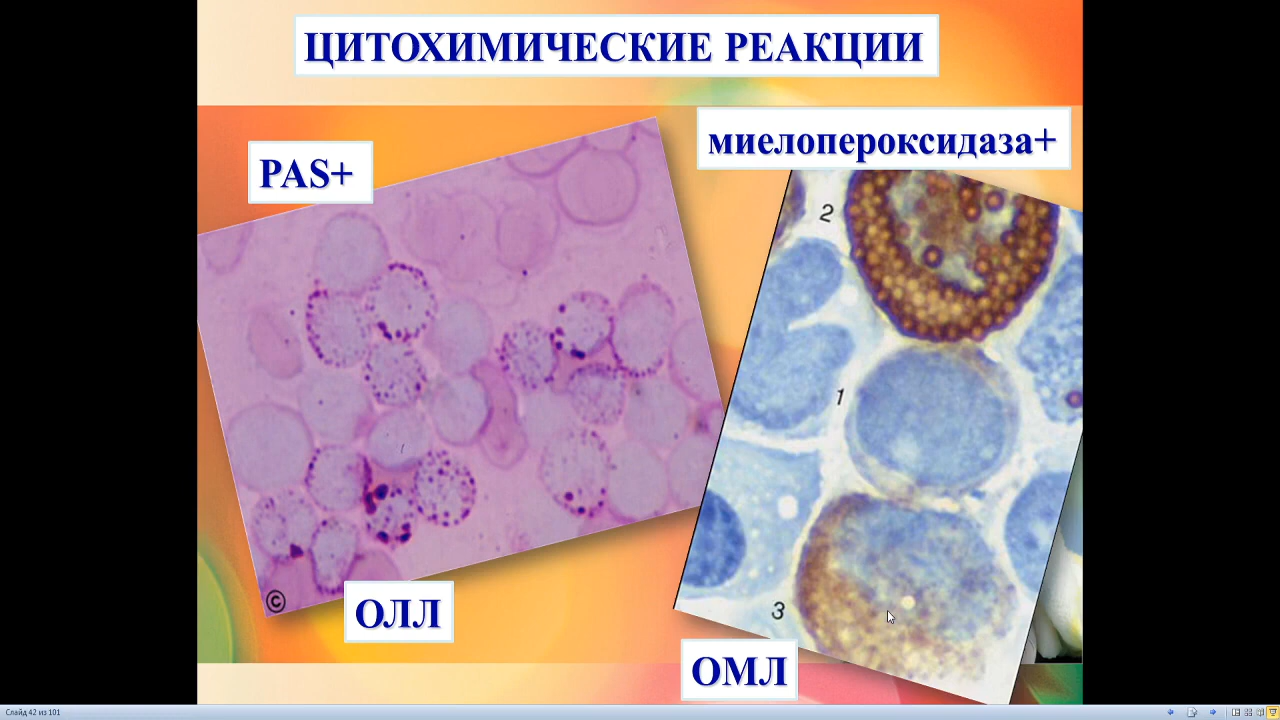 ЦИТОХИМИЧЕСКИЕ РЕАКЦИИ
PAS+
миелопероксидаза+
2
1
3
©
ОЛЛ
ОМЛ
Слайд 42 из 101